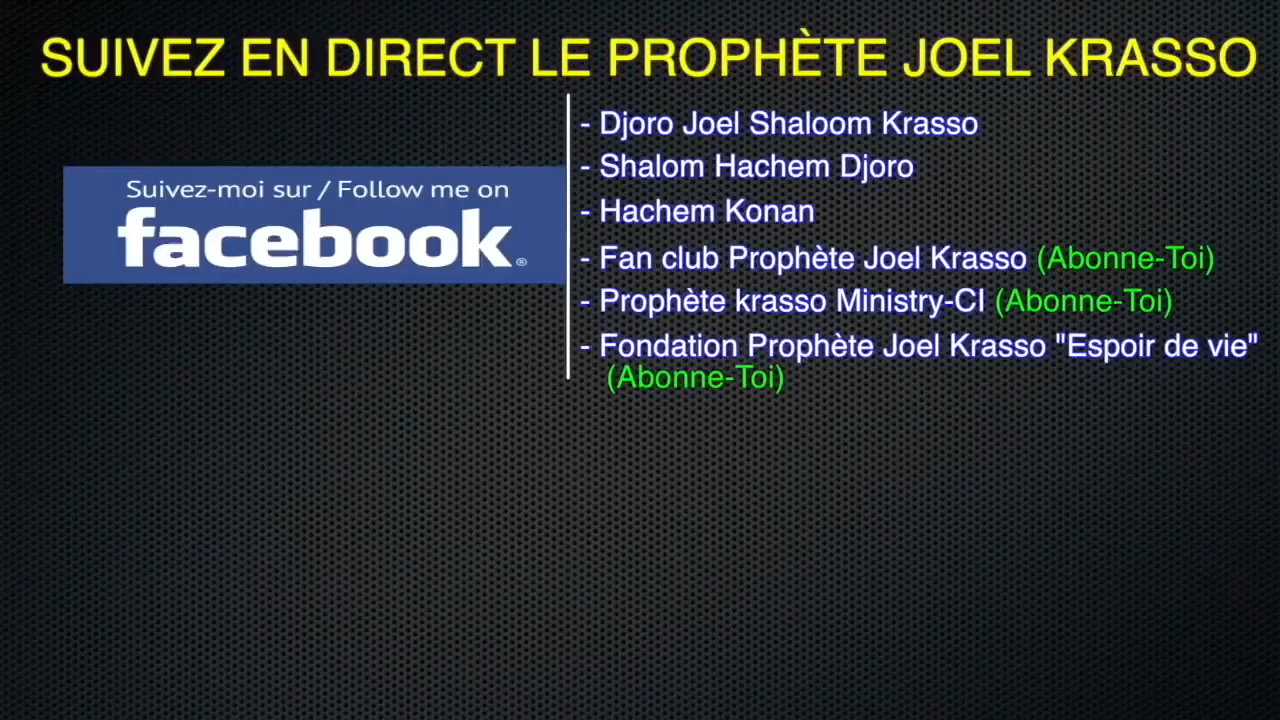 SUIVEZ EN DIRECT LE PROPHÈTE JOEL KRASSO
Suivez-moi sur / Follow me on
facebook®
- Djoro Joel Shaloom Krasso
- Shalom Hachem Djoro
- Hachem Konan
- Fan club Prophète Joel Krasso (Abonne-Toi)
- Prophète krasso Ministry-CI (Abonne-Toi)
- Fondation Prophète Joel Krasso "Espoir de vie"
(Abonne-Toi)